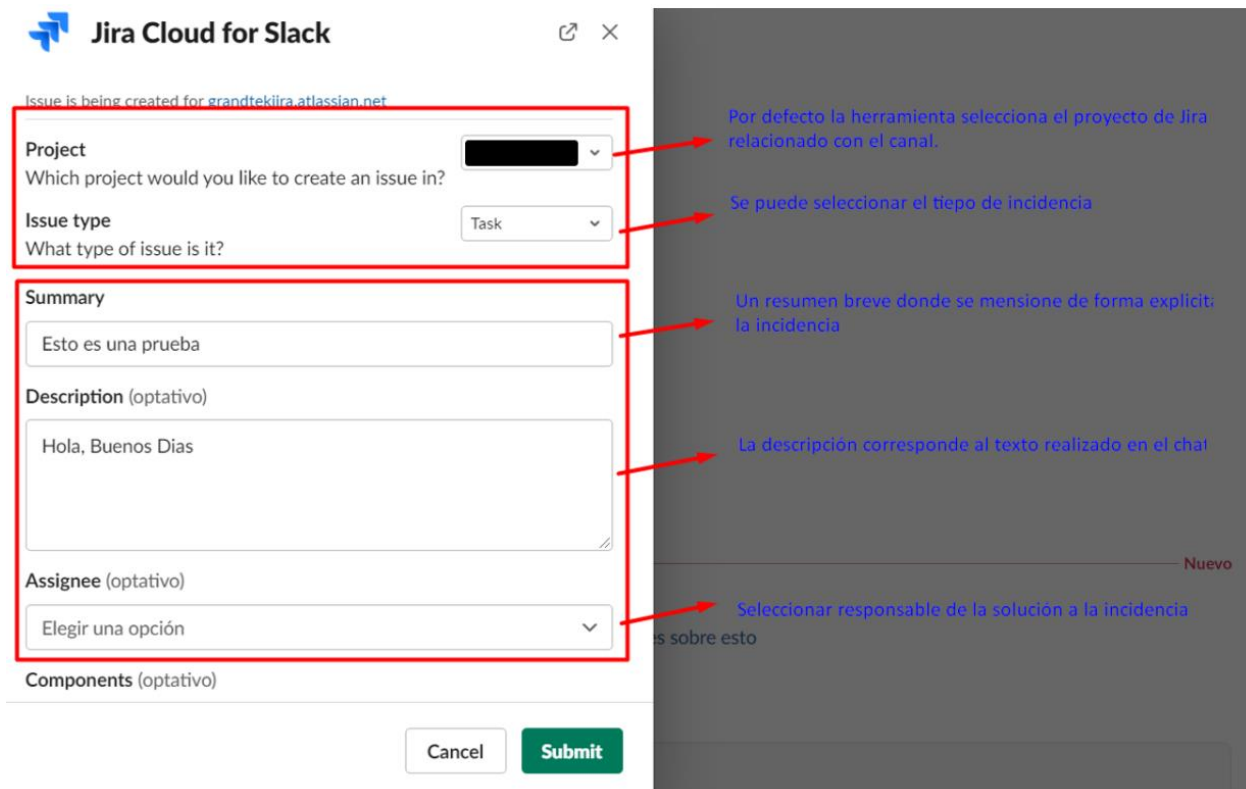 Jira Cloud for Slack
Issue is being created for grandtekjira.atlassian.net
Project
Which project would you like to create an issue in?
Por defecto la herramienta selecciona el proyecto de Jira
relacionado con el canal.
Issue type
What type of issue is it?
Task
Se puede seleccionar el tiepo de incidencia
Summary
Esto es una prueba
Un resumen breve donde se mensione de forma explicita
la incidencia
Description (optativo)
Hola, Buenos Dias
La descripción corresponde al texto realizado en el chat
Nuevo
Assignee (optativo)
Elegir una opción
Seleccionar responsable de la solución a la incidencia
es sobre esto
Components (optativo)
Cancel
Submit